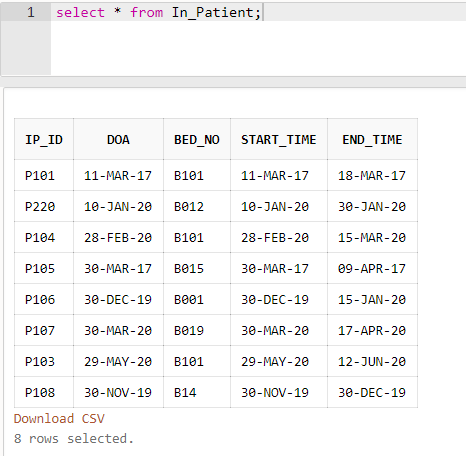 1 select * from In_Patient;
IP_ID DOA BED_NO START_TIME END_TIME
P101 11-MAR-17 B101 11-MAR-17 18-MAR-17
P220 10-JAN-20 B012 10-JAN-20 30-JAN-20
P104 28-FEB-20 B101 28-FEB-20 15-MAR-20
P105 30-MAR-17 B015 30-MAR-17 09-APR-17
P106 30-DEC-19 B001 30-DEC-19 15-JAN-20
P107 30-MAR-20 B019 30-MAR-20 17-APR-20
P103 29-MAY-20 B101 29-MAY-20 12-JUN-20
P108 30-NOV-19 B14 30-NOV-19 30-DEC-19
Download CSV
8 rows selected.